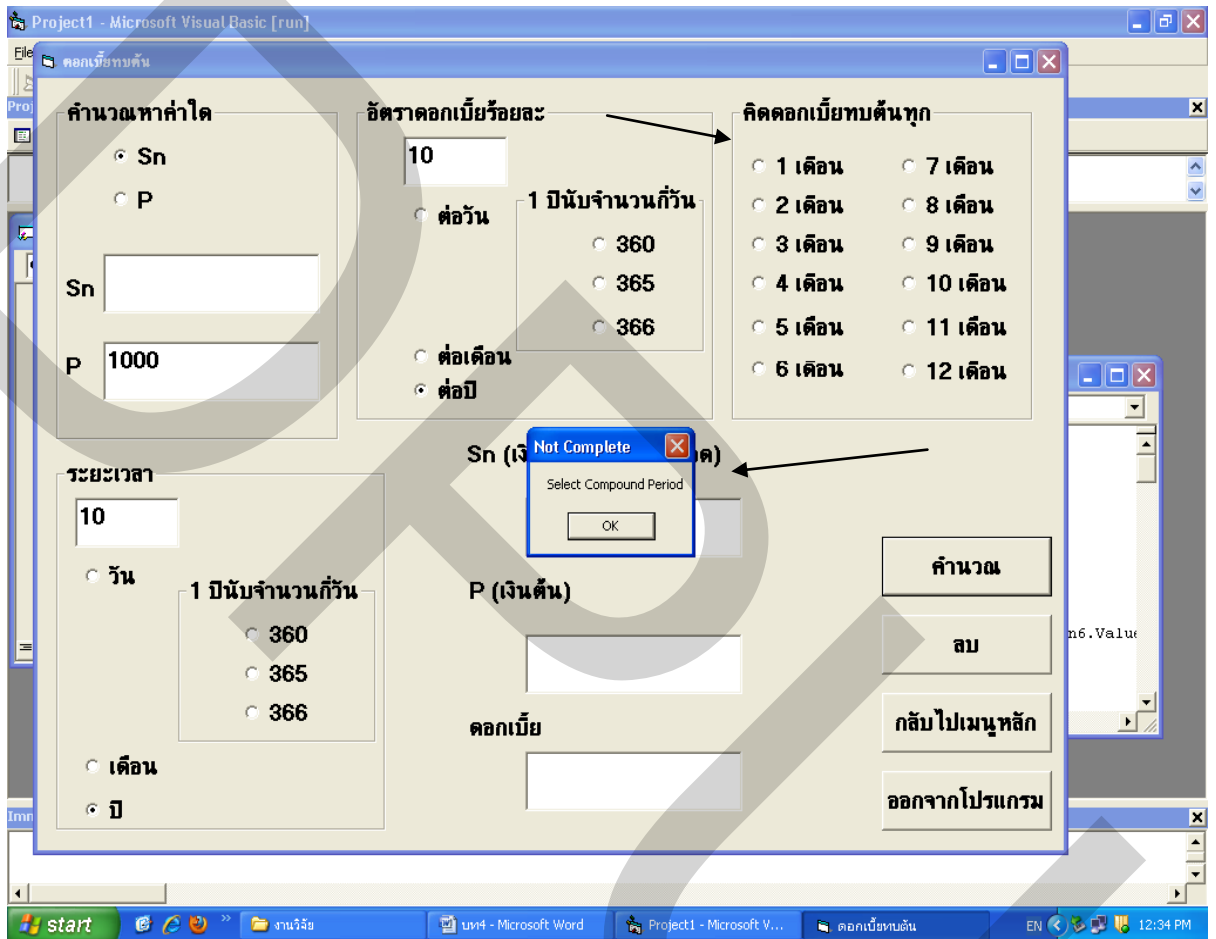 Project1 - Microsoft Visual Basic [run]
File
ดอกเบี้ยทบต้น
คำนวณหาค่าใด
Sn
P
Sn
P 1000
อัตราดอกเบี้ยร้อยละ
10
ต่อวัน
1 ปีนับจำนวนกี่วัน
360
365
366
ต่อเดือน
ต่อปี
คิดดอกเบี้ยทบต้นทุก
1 เดือน 7 เดือน
2 เดือน 8 เดือน
3 เดือน 9 เดือน
4 เดือน 10 เดือน
5 เดือน 11 เดือน
6 เดือน 12 เดือน
ระยะเวลา
10
วัน
1 ปีนับจำนวนกี่วัน
360
365
366
เดือน
ปี
Sn
Not Complete
Select Compound Period
OK
P (เงินต้น)
ดอกเบี้ย
คำนวณ
ลบ
กลับไปเมนูหลัก
ออกจากโปรแกรม
n6.Value
start
งานวิจัย
บท4 - Microsoft Word
Project1 - Microsoft V...
ดอกเบี้ยทบต้น
EN
12:34 PM